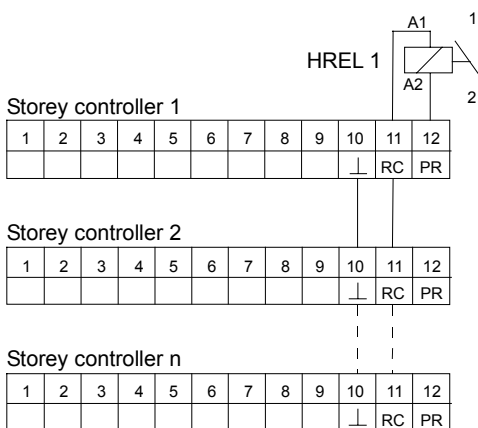 A1 1
HREL 1
A2
2
Storey controller 1
1 2 3 4 5 6 7 8 9 10 11 12
⊥ RC PR
Storey controller 2
1 2 3 4 5 6 7 8 9 10 11 12
⊥ RC PR
Storey controller n
1 2 3 4 5 6 7 8 9 10 11 12
⊥ RC PR